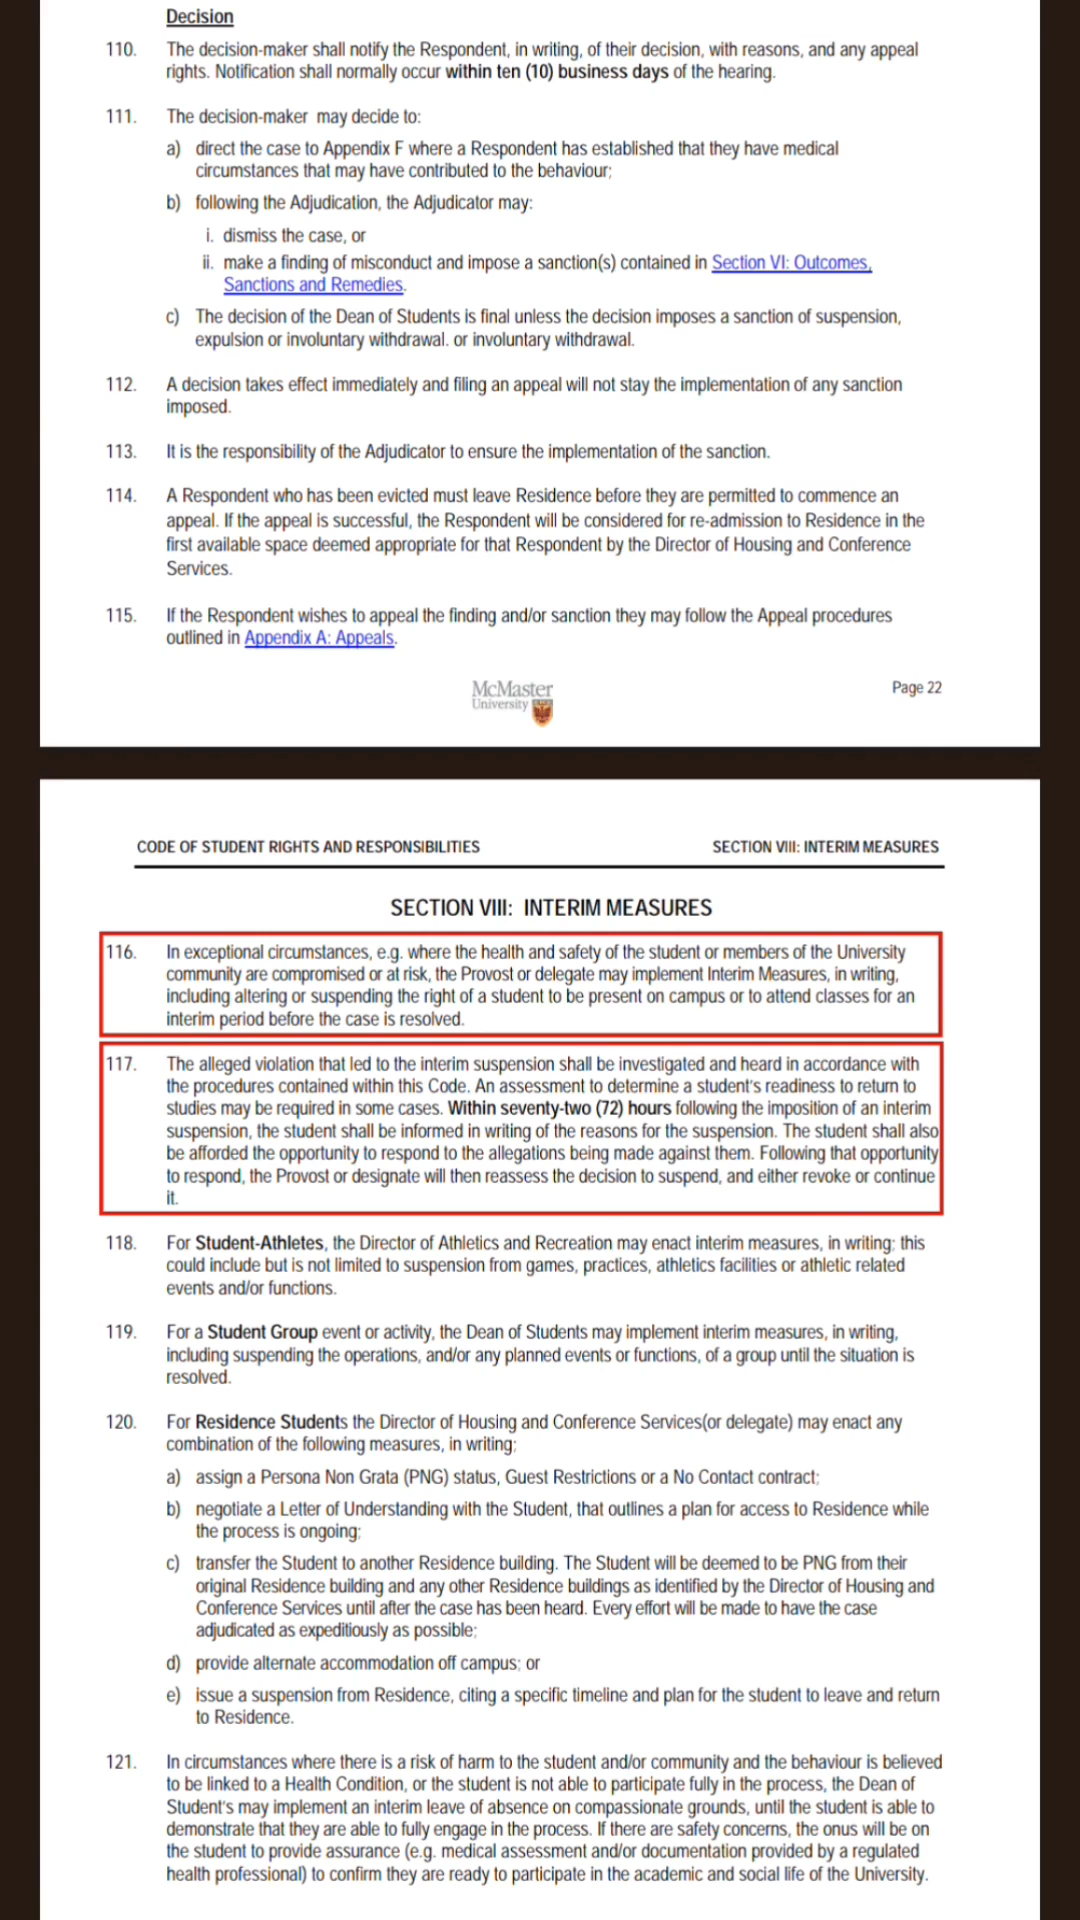 Decision
110. The decision-maker shall notify the Respondent, in writing, of their decision, with reasons, and any appeal
rights. Notification shall normally occur within ten (10) business days of the hearing.
111. The decision-maker may decide to:
a) direct the case to Appendix F where a Respondent has established that they have medical
circumstances that may have contributed to the behaviour;
b) following the Adjudication, the Adjudicator may:
i. dismiss the case, or
ii. make a finding of misconduct and impose a sanction(s) contained in Section VI: Outcomes,
Sanctions and Remedies.
c) The decision of the Dean of Students is final unless the decision imposes a sanction of suspension,
expulsion or involuntary withdrawal. or involuntary withdrawal.
112. A decision takes effect immediately and filing an appeal will not stay the implementation of any sanction
imposed.
113. It is the responsibility of the Adjudicator to ensure the implementation of the sanction.
114. A Respondent who has been evicted must leave Residence before they are permitted to commence an
appeal. If the appeal is successful, the Respondent will be considered for re-admission to Residence in the
first available space deemed appropriate for that Respondent by the Director of Housing and Conference
Services.
115. If the Respondent wishes to appeal the finding and/or sanction they may follow the Appeal procedures
outlined in Appendix A: Appeals.
McMaster
University
Page 22
CODE OF STUDENT RIGHTS AND RESPONSIBILITIES SECTION VIII: INTERIM MEASURES
SECTION VIII: INTERIM MEASURES
116. In exceptional circumstances, e.g. where the health and safety of the student or members of the University
community are compromised or at risk, the Provost or delegate may implement Interim Measures, in writing,
including altering or suspending the right of a student to be present on campus or to attend classes for an
interim period before the case is resolved.
117. The alleged violation that led to the interim suspension shall be investigated and heard in accordance with
the procedures contained within this Code. An assessment to determine a student's readiness to return to
studies may be required in some cases. Within seventy-two (72) hours following the imposition of an interim
suspension, the student shall be informed in writing of the reasons for the suspension. The student shall also
be afforded the opportunity to respond to the allegations being made against them. Following that opportunity
to respond, the Provost or designate will then reassess the decision to suspend, and either revoke or continue
it.
118. For Student-Athletes, the Director of Athletics and Recreation may enact interim measures, in writing; this
could include but is not limited to suspension from games, practices, athletics facilities or athletic related
events and/or functions.
119. For a Student Group event or activity, the Dean of Students may implement interim measures, in writing,
including suspending the operations, and/or any planned events or functions, of a group until the situation is
resolved.
120. For Residence Students the Director of Housing and Conference Services(or delegate) may enact any
combination of the following measures, in writing;
a) assign a Persona Non Grata (PNG) status, Guest Restrictions or a No Contact contract;
b) negotiate a Letter of Understanding with the Student, that outlines a plan for access to Residence while
the process is ongoing;
c) transfer the Student to another Residence building. The Student will be deemed to be PNG from their
original Residence building and any other Residence buildings as identified by the Director of Housing and
Conference Services until after the case has been heard. Every effort will be made to have the case
adjudicated as expeditiously as possible;
d) provide alternate accommodation off campus; or
e) issue a suspension from Residence, citing a specific timeline and plan for the student to leave and return
to Residence.
121. In circumstances where there is a risk of harm to the student and/or community and the behaviour is believed
to be linked to a Health Condition, or the student is not able to participate fully in the process, the Dean of
Student's may implement an interim leave of absence on compassionate grounds, until the student is able to
demonstrate that they are able to fully engage in the process. If there are safety concerns, the onus will be on
the student to provide assurance (e.g. medical assessment and/or documentation provided by a regulated
health professional) to confirm they are ready to participate in the academic and social life of the University.